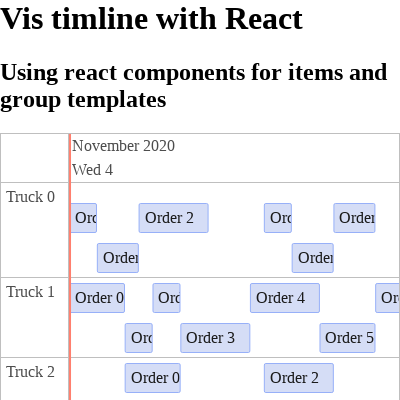 Vis timline with React
Using react components for items and
group templates
November 2020
Wed 4
Truck 0
Ord
Order 2
Ord
Order
Order
Order
Truck 1
Order 0
Ord
Order 4
Or
Ord
Order 3
Order 5
Truck 2
Order 0
Order 2